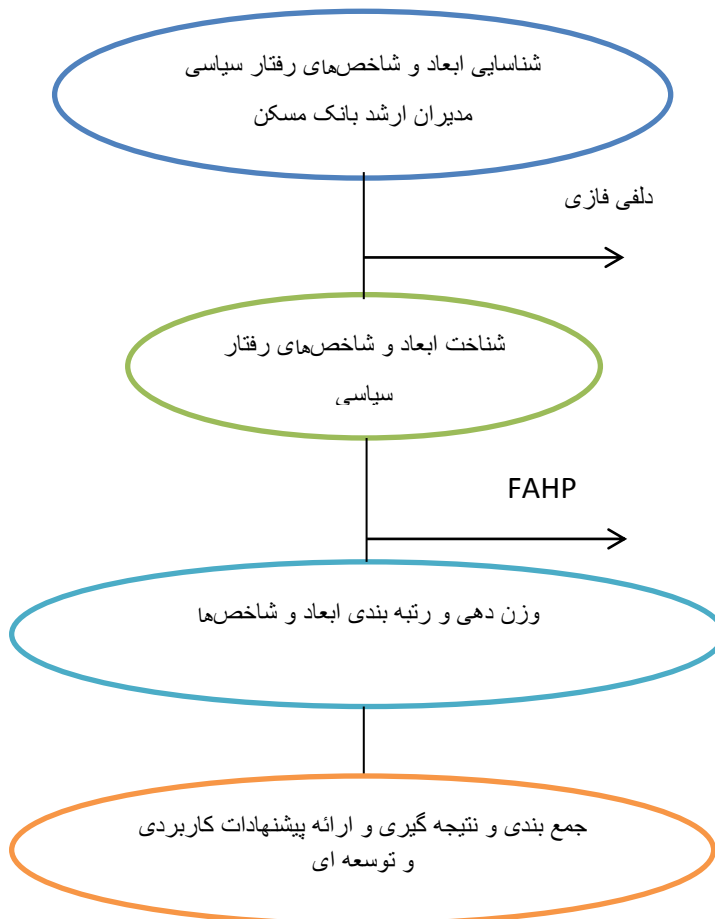 شناسایی ابعاد و شاخص‌های رفتار سیاسی
مدیران ارشد بانک مسکن
دلفی فازی
شناخت ابعاد و شاخص‌های رفتار
سیاسی
FAHP
وزن دهی و رتبه بندی ابعاد و شاخص‌ها
جمع بندی و نتیجه گیری و ارائه پیشنهادات کاربردی
و توسعه ای